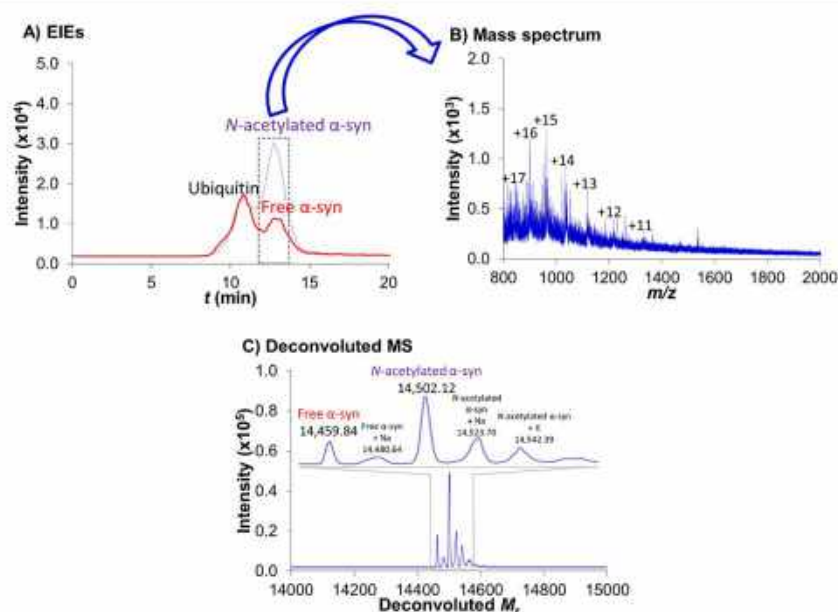 A) EIEs
5.0
4.0
3.0
2.0
1.0
0.0
Intensity (x10⁴)
N-acetylated α-syn
Ubiquitin
Free α-syn
0 5 10 15 20
t (min)
B) Mass spectrum
2.0
1.5
1.0
0.5
0.0
Intensity (x10³)
+17
+16
+15
+14
+13
+12
+11
800 1000 1200 1400 1600 1800 2000
m/z
C) Deconvoluted MS
1.0
0.8
0.6
0.4
0.2
0.0
Intensity (x10⁵)
Free α-syn
14,459.84
Free α-syn
+ Na
14,480.64
N-acetylated α-syn
14,502.12
N-acetylated
α-syn
+ Na
14,523.70
N-acetylated α-syn
+ K
14,542.39
14000 14200 14400 14600 14800 15000
Deconvoluted Mr